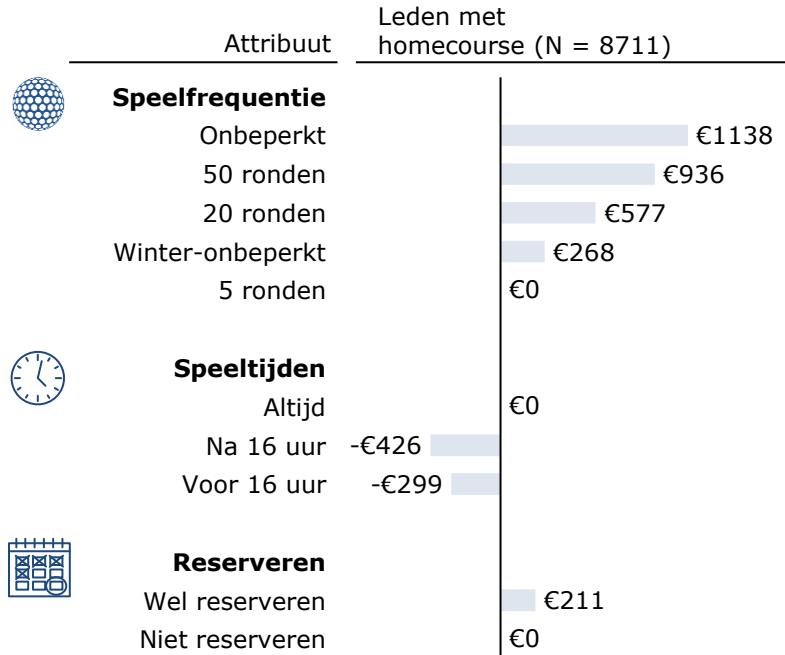 Leden met
Attribuut homecourse (N = 8711)
Speelfrequentie
Onbeperkt €1138
50 ronden €936
20 ronden €577
Winter-onbeperkt €268
5 ronden €0
Speeltijden
Altijd €0
Na 16 uur -€426
Voor 16 uur -€299
Reserveren
Wel reserveren €211
Niet reserveren €0